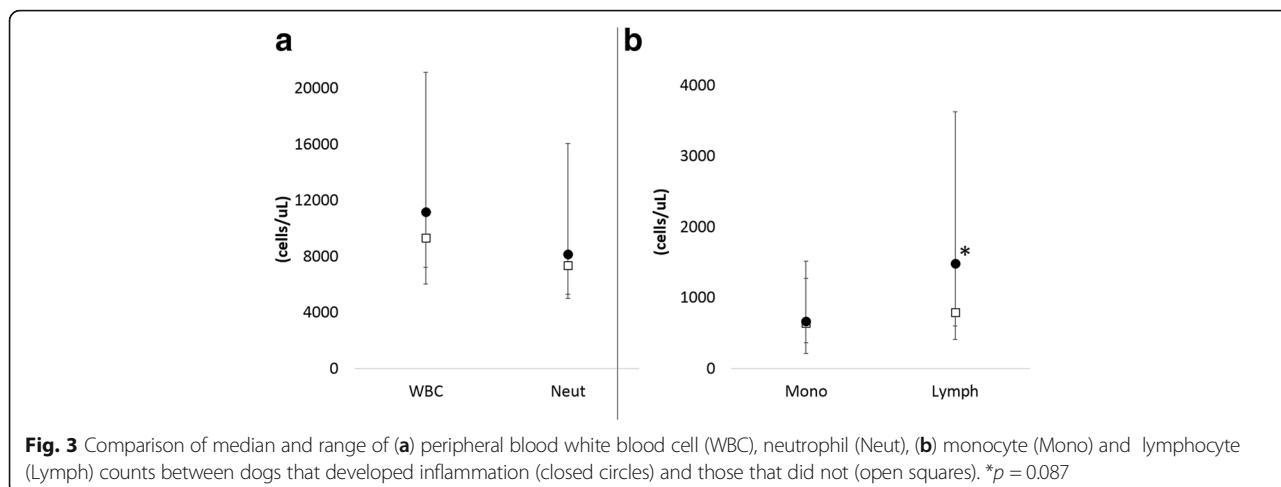 a
20000
16000
12000
8000
4000
0
(cells/uL)
WBC Neut
b
4000
3000
2000
1000
0
(cells/uL)
*
Mono Lymph
Fig. 3 Comparison of median and range of (a) peripheral blood white blood cell (WBC), neutrophil (Neut), (b) monocyte (Mono) and lymphocyte
(Lymph) counts between dogs that developed inflammation (closed circles) and those that did not (open squares). *p = 0.087